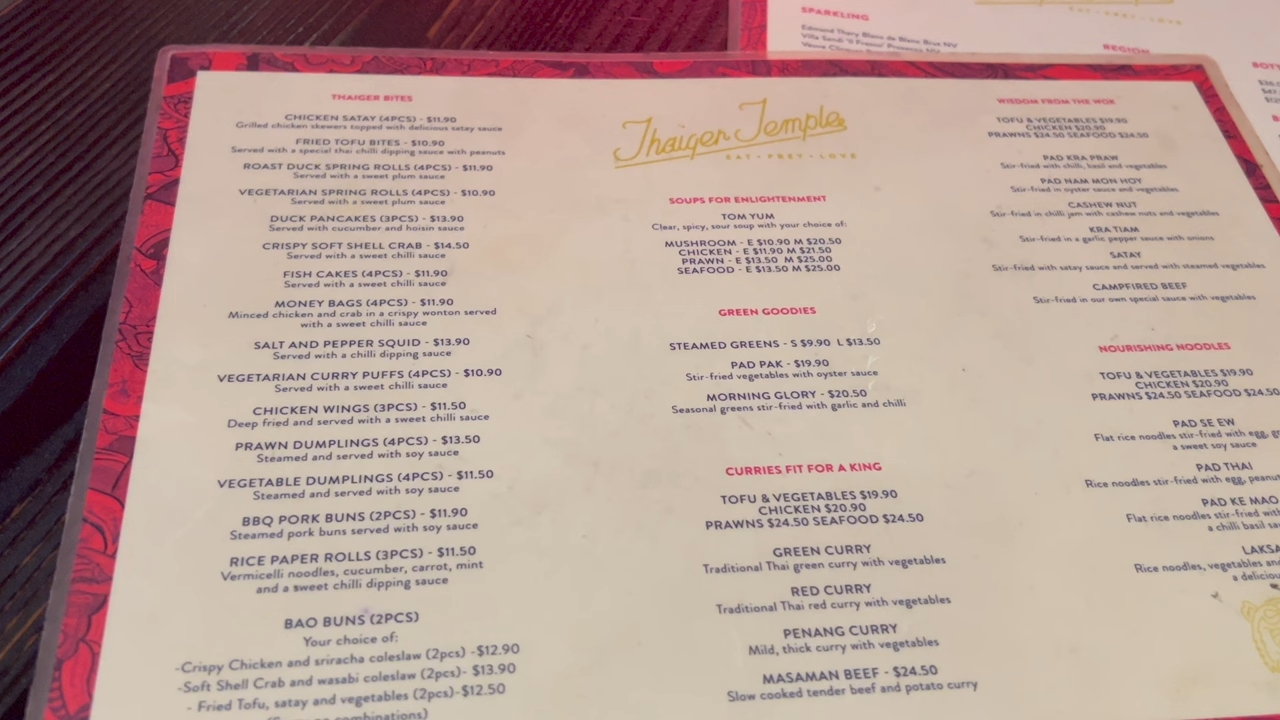 THAIGER BITES
CHICKEN SATAY (4PCS) - $11.90
Grilled chicken skewers topped with delicious satay sauce
FRIED TOFU BITES - $10.90
Served with a special thai chilli dipping sauce with peanuts
ROAST DUCK SPRING ROLLS (4PCS) - $11.90
Served with a sweet plum sauce
VEGETARIAN SPRING ROLLS (4PCS) - $10.90
Served with a sweet plum sauce
DUCK PANCAKES (3PCS) - $13.90
Served with cucumber and hoisin sauce
CRISPY SOFT SHELL CRAB - $14.50
Served with a sweet chilli sauce
FISH CAKES (4PCS) - $11.90
Served with a sweet chilli sauce
MONEY BAGS (4PCS) - $11.90
Minced chicken and crab in a crispy wonton served
with a sweet chilli sauce
SALT AND PEPPER SQUID - $13.90
Served with a chilli dipping sauce
VEGETARIAN CURRY PUFFS (4PCS) - $10.90
Served with a sweet chilli sauce
CHICKEN WINGS (3PCS) - $11.50
Deep fried and served with a sweet chilli sauce
PRAWN DUMPLINGS (4PCS) - $13.50
Steamed and served with soy sauce
VEGETABLE DUMPLINGS (4PCS) - $11.50
Steamed and served with soy sauce
BBQ PORK BUNS (2PCS) - $11.90
Steamed pork buns served with soy sauce
RICE PAPER ROLLS (3PCS) - $11.50
Vermicelli noodles, cucumber, carrot, mint
and a sweet chilli dipping sauce
BAO BUNS (2PCS)
Your choice of:
-Crispy Chicken and sriracha coleslaw (2pcs) -$12.90
-Soft Shell Crab and wasabi coleslaw (2pcs)- $13.90
- Fried Tofu, satay and vegetables (2pcs)-$12.50
combinations)
Thaiger Temple
EAT • PREY • LOVE
SOUPS FOR ENLIGHTENMENT
TOM YUM
Clear, spicy, sour soup with your choice of:
MUSHROOM - E $10.90 M $20.50
CHICKEN - E $11.90 M $21.50
PRAWN - E $13.50 M $25.00
SEAFOOD - E $13.50 M $25.00
GREEN GOODIES
STEAMED GREENS - S $9.90 L $13.50
PAD PAK - $19.90
Stir-fried vegetables with oyster sauce
MORNING GLORY - $20.50
Seasonal greens stir-fried with garlic and chilli
CURRIES FIT FOR A KING
TOFU & VEGETABLES $19.90
CHICKEN $20.90
PRAWNS $24.50 SEAFOOD $24.50
GREEN CURRY
Traditional Thai green curry with vegetables
RED CURRY
Traditional Thai red curry with vegetables
PENANG CURRY
Mild, thick curry with vegetables
MASAMAN BEEF - $24.50
Slow cooked tender beef and potato curry
WISDOM FROM THE WOK
TOFU & VEGETABLES $19.90
CHICKEN $20.90
PRAWNS $24.50 SEAFOOD $24.50
PAD KRA PRAW
Stir-fried with chilli, basil and vegetables
PAD NAM MON HOY
Stir-fried in oyster sauce and vegetables
CASHEW NUT
Stir-fried in chilli jam with cashew nuts and vegetables
KRA TIAM
Stir-fried in a garlic pepper sauce with onions
SATAY
Stir-fried with satay sauce and served with steamed vegetables
CAMPFIRED BEEF
Stir-fried in our own special sauce with vegetables
NOURISHING NOODLES
TOFU & VEGETABLES $19.90
CHICKEN $20.90
PRAWNS $24.50 SEAFOOD $24.50
PAD SE EW
Flat rice noodles stir-fried with egg,
a sweet soy sauce
PAD THAI
Rice noodles stir-fried with egg,
PAD KE MAO
Flat rice noodles stir-fried with
a chilli basil
LAKSA
Rice noodles, vegetables and
a
SPARKLING
Edmond Thery Blanc de Blanc Brut NV
Villa Sandi "Il Fresco" Prosecco NV
REGION